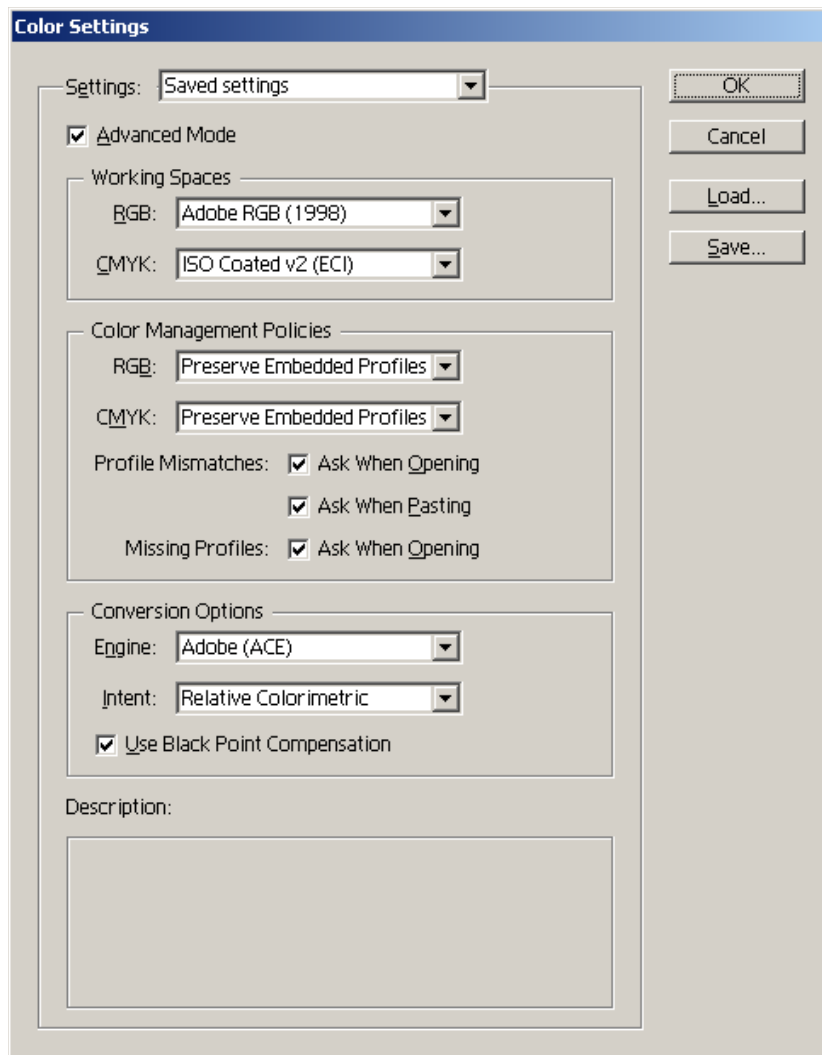 Color Settings
Settings: Saved settings
OK
Advanced Mode
Cancel
Working Spaces
RGB: Adobe RGB (1998)
Load...
CMYK: ISO Coated v2 (ECI)
Save...
Color Management Policies
RGB: Preserve Embedded Profiles
CMYK: Preserve Embedded Profiles
Profile Mismatches: Ask When Opening
Ask When Pasting
Missing Profiles: Ask When Opening
Conversion Options
Engine: Adobe (ACE)
Intent: Relative Colorimetric
Use Black Point Compensation
Description: